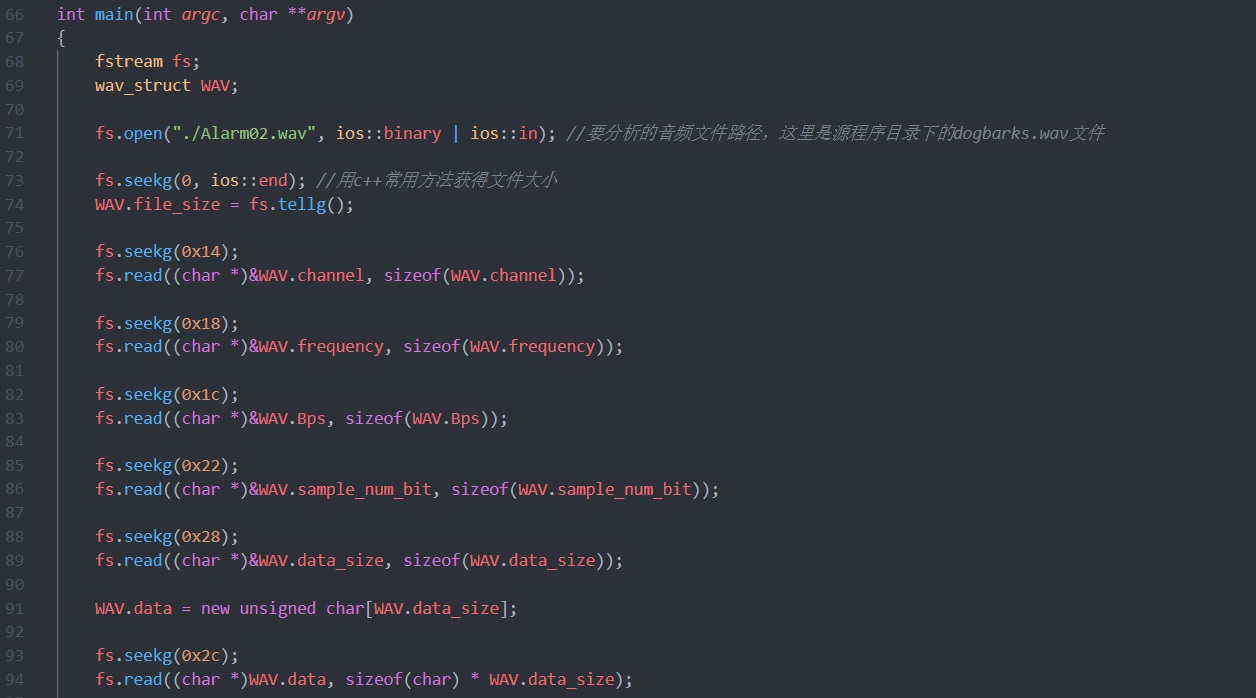 66 int main(int argc, char **argv)
67 {
68 fstream fs;
69 wav_struct WAV;
70
71 fs.open("./Alarm02.wav", ios::binary | ios::in); //要分析的音频文件路径，这里是源程序目录下的dogbarks.wav文件
72
73 fs.seekg(0, ios::end); //用c++常用方法获得文件大小
74 WAV.file_size = fs.tellg();
75
76 fs.seekg(0x14);
77 fs.read((char *)&WAV.channel, sizeof(WAV.channel));
78
79 fs.seekg(0x18);
80 fs.read((char *)&WAV.frequency, sizeof(WAV.frequency));
81
82 fs.seekg(0x1c);
83 fs.read((char *)&WAV.Bps, sizeof(WAV.Bps));
84
85 fs.seekg(0x22);
86 fs.read((char *)&WAV.sample_num_bit, sizeof(WAV.sample_num_bit));
87
88 fs.seekg(0x28);
89 fs.read((char *)&WAV.data_size, sizeof(WAV.data_size));
90
91 WAV.data = new unsigned char[WAV.data_size];
92
93 fs.seekg(0x2c);
94 fs.read((char *)WAV.data, sizeof(char) * WAV.data_size);